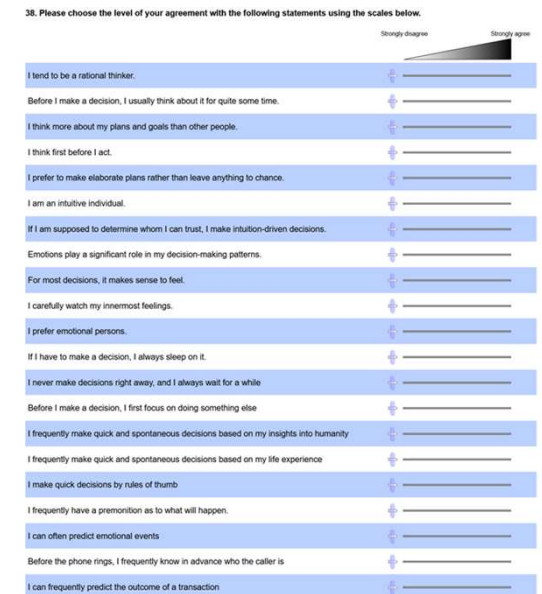 38. Please choose the level of your agreement with the following statements using the scales below.
Strongly disagree Strongly agree
I tend to be a rational thinker.
Before I make a decision, I usually think about it for quite some time.
I think more about my plans and goals than other people.
I think first before I act.
I prefer to make elaborate plans rather than leave anything to chance.
I am an intuitive individual.
If I am supposed to determine whom I can trust, I make intuition-driven decisions.
Emotions play a significant role in my decision-making patterns.
For most decisions, it makes sense to feel.
I carefully watch my innermost feelings.
I prefer emotional persons.
If I have to make a decision, I always sleep on it.
I never make decisions right away, and I always wait for a while
Before I make a decision, I first focus on doing something else
I frequently make quick and spontaneous decisions based on my insights into humanity
I frequently make quick and spontaneous decisions based on my life experience
I make quick decisions by rules of thumb
I frequently have a premonition as to what will happen.
I can often predict emotional events
Before the phone rings, I frequently know in advance who the caller is
I can frequently predict the outcome of a transaction